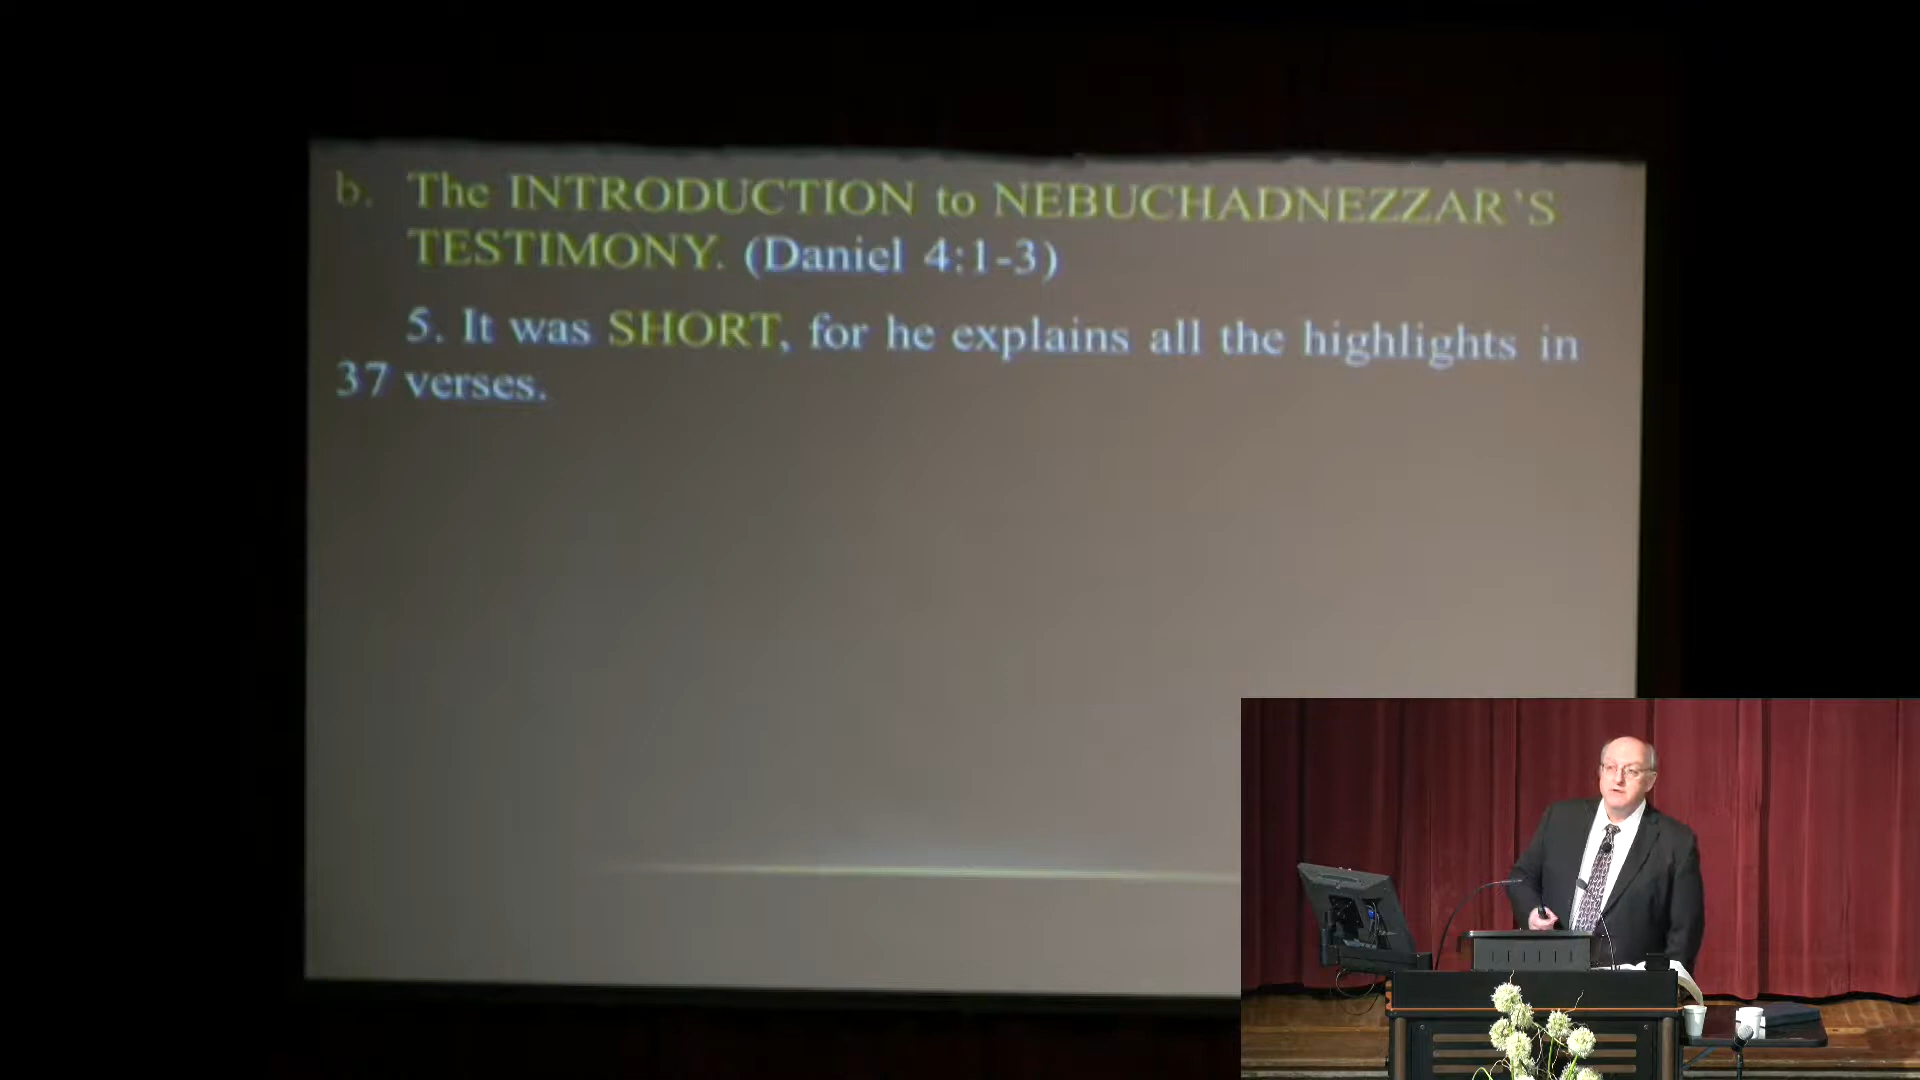 b. The INTRODUCTION to NEBUCHADNEZZAR'S
TESTIMONY. (Daniel 4:1-3)
5. It was SHORT, for he explains all the highlights in
37 verses.